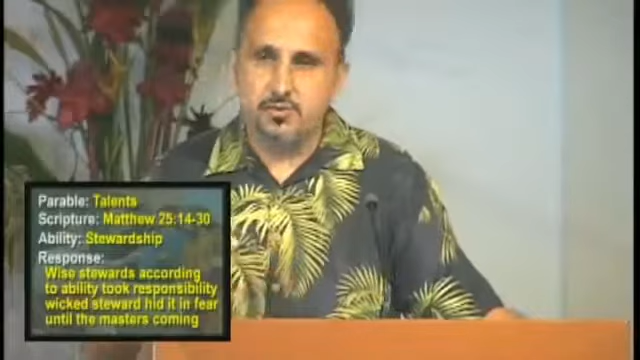 Parable: Talents
Scripture: Matthew 25:14-30
Ability: Stewardship
Response:
Wise stewards according
to ability took responsibility
wicked steward hid it in fear
until the masters coming